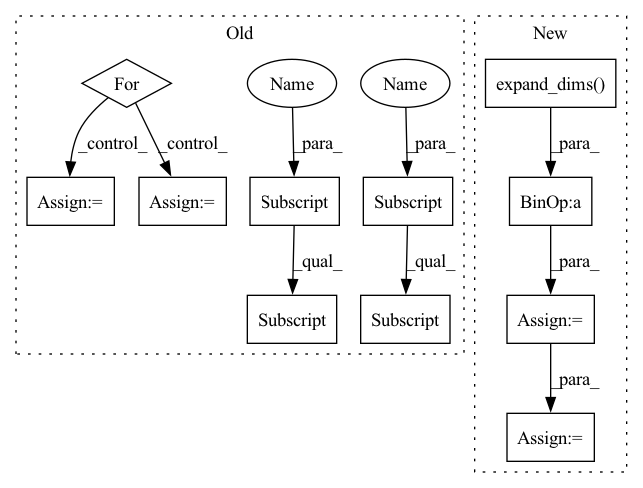 Old
New
For
Name
Name
expand_dims()
_control_
_control_
_para_
_para_
_para_
Assign:=
Assign:=
Subscript
Subscript
BinOp:a
_qual_
_qual_
_para_
Subscript
Subscript
Assign:=
_para_
Assign:=